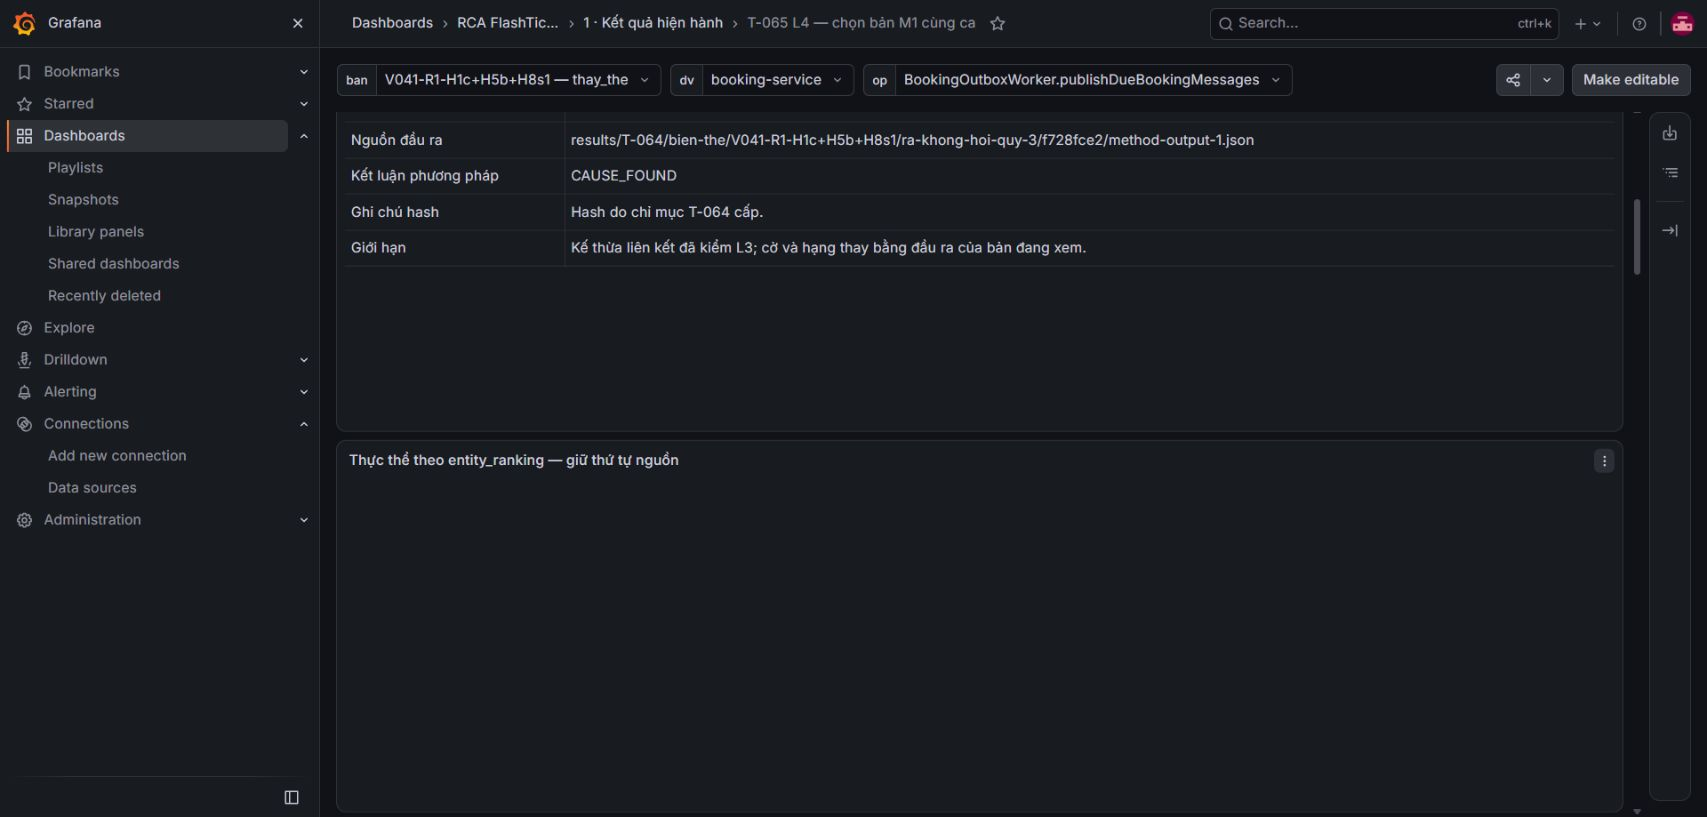 Grafana
Dashboards › RCA FlashTic... › 1 · Kết quả hiện hành › T-065 L4 — chọn bản M1 cùng ca
Search...
ctrl+k
Bookmarks
Starred
Dashboards
Playlists
Snapshots
Library panels
Shared dashboards
Recently deleted
Explore
Drilldown
Alerting
Connections
Add new connection
Data sources
Administration
ban V041-R1-H1c+H5b+H8s1 — thay_the
dv booking-service
op BookingOutboxWorker.publishDueBookingMessages
Make editable
Nguồn đầu ra results/T-064/bien-the/V041-R1-H1c+H5b+H8s1/ra-khong-hoi-quy-3/f728fce2/method-output-1.json
Kết luận phương pháp CAUSE_FOUND
Ghi chú hash Hash do chỉ mục T-064 cấp.
Giới hạn Kế thừa liên kết đã kiểm L3; cờ và hạng thay bằng đầu ra của bản đang xem.
Thực thể theo entity_ranking — giữ thứ tự nguồn